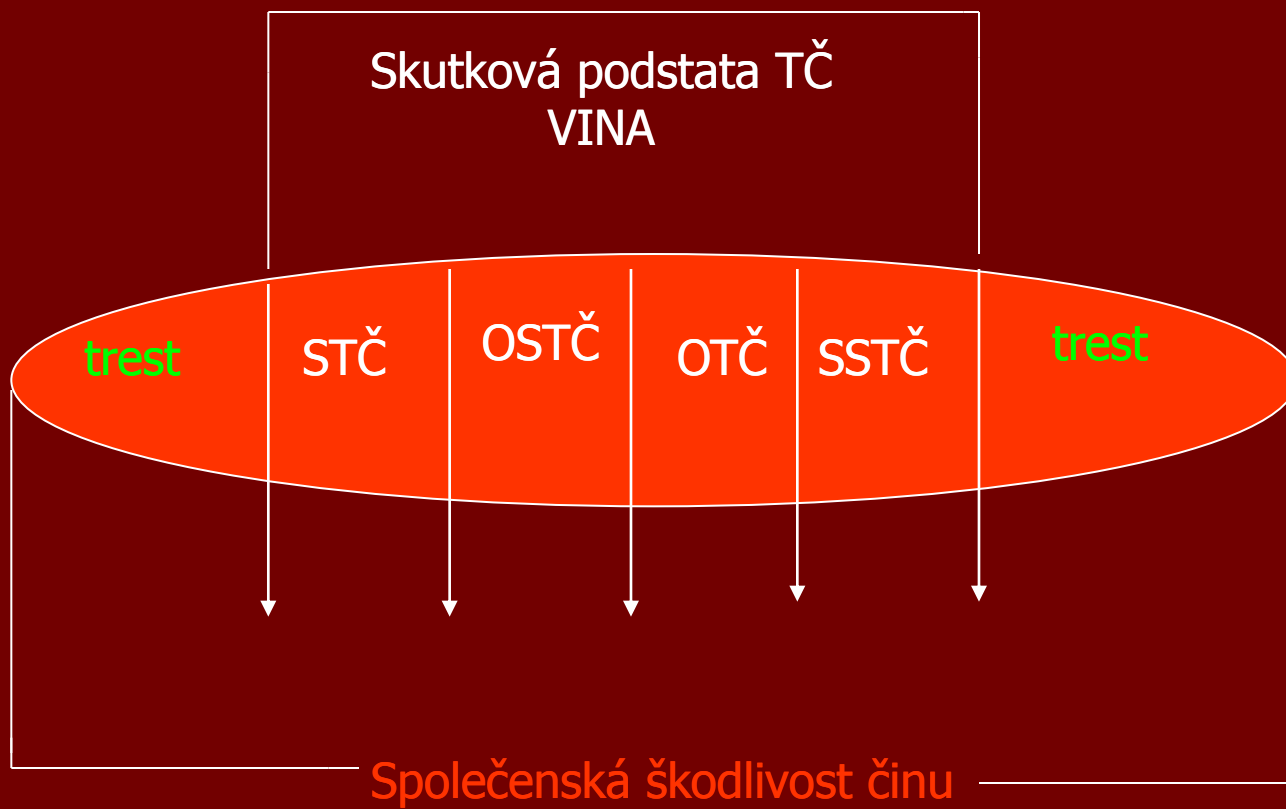 Skutková podstata TČ
VINA
trest
STČ
OSTČ
OTČ
SSTČ
trest
Společenská škodlivost činu